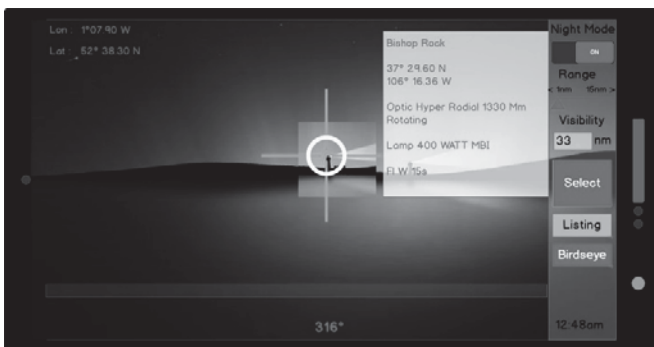 Lon : 1°07.90 W
Lat : 52° 38.30 N
Bishop Rock
37° 29.60 N
106° 16.36 W
Optic Hyper Radial 1330 Mm
Rotating
Lamp 400 WATT MBI
Fl W 15s
316°
Night Mode
ON
Range
< 1nm 15nm >
Visibility
33 nm
Select
Listing
Birdseye
12:48am